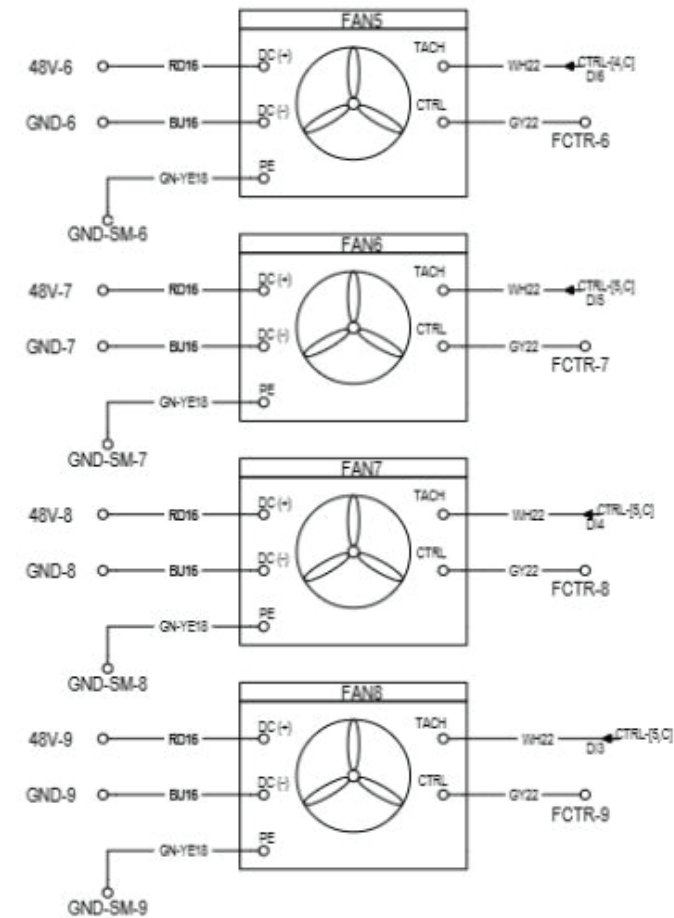 FAN5
DC (+) TACH
48V-6 RD16 WH22 CTRL-[4,C]
DI6
DC (-) CTRL
GND-6 BU16 GY22 FCTR-6
PE
GN-YE18
GND-SM-6
FAN6
DC (+) TACH
48V-7 RD16 WH22 CTRL-[5,C]
DI5
DC (-) CTRL
GND-7 BU16 GY22 FCTR-7
PE
GN-YE18
GND-SM-7
FAN7
DC (+) TACH
48V-8 RD16 WH22 CTRL-[5,C]
DI4
DC (-) CTRL
GND-8 BU16 GY22 FCTR-8
PE
GN-YE18
GND-SM-8
FAN8
DC (+) TACH
48V-9 RD16 WH22 CTRL-[5,C]
DI3
DC (-) CTRL
GND-9 BU16 GY22 FCTR-9
PE
GN-YE18
GND-SM-9